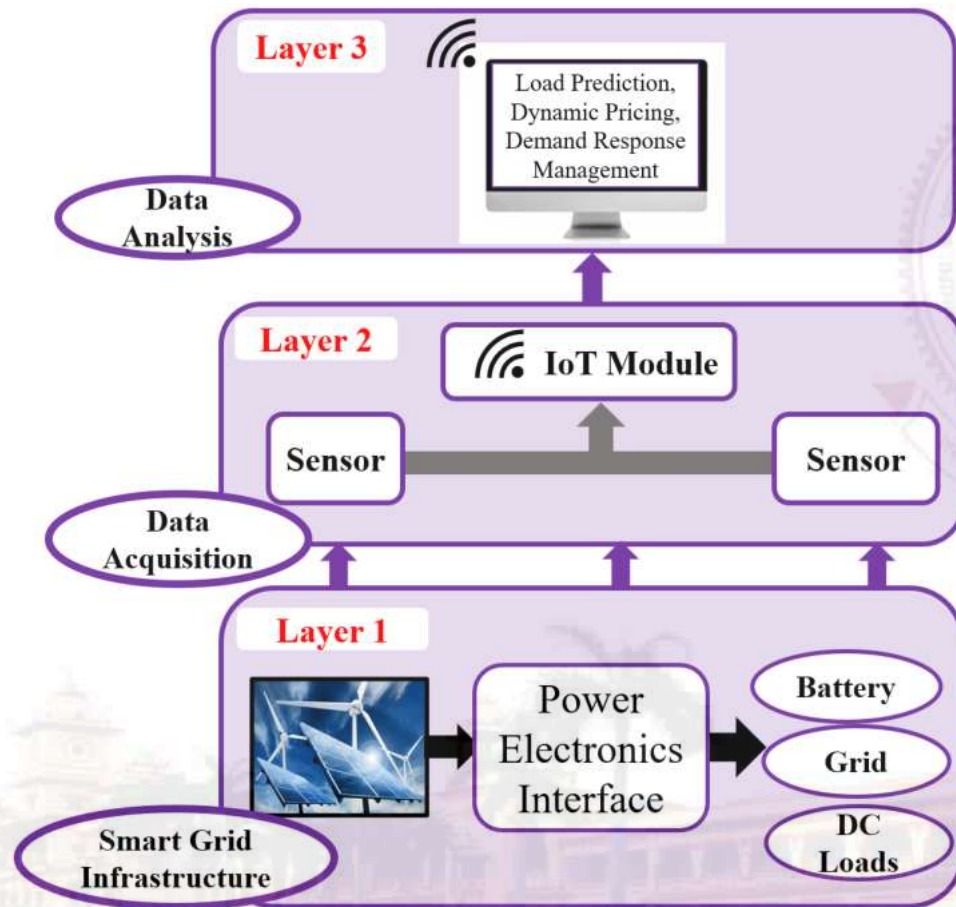 Layer 3
Load Prediction,
Dynamic Pricing,
Demand Response
Management
Data
Analysis
Layer 2
IoT Module
Sensor
Sensor
Data
Acquisition
Layer 1
Power
Electronics
Interface
Battery
Grid
DC
Loads
Smart Grid
Infrastructure